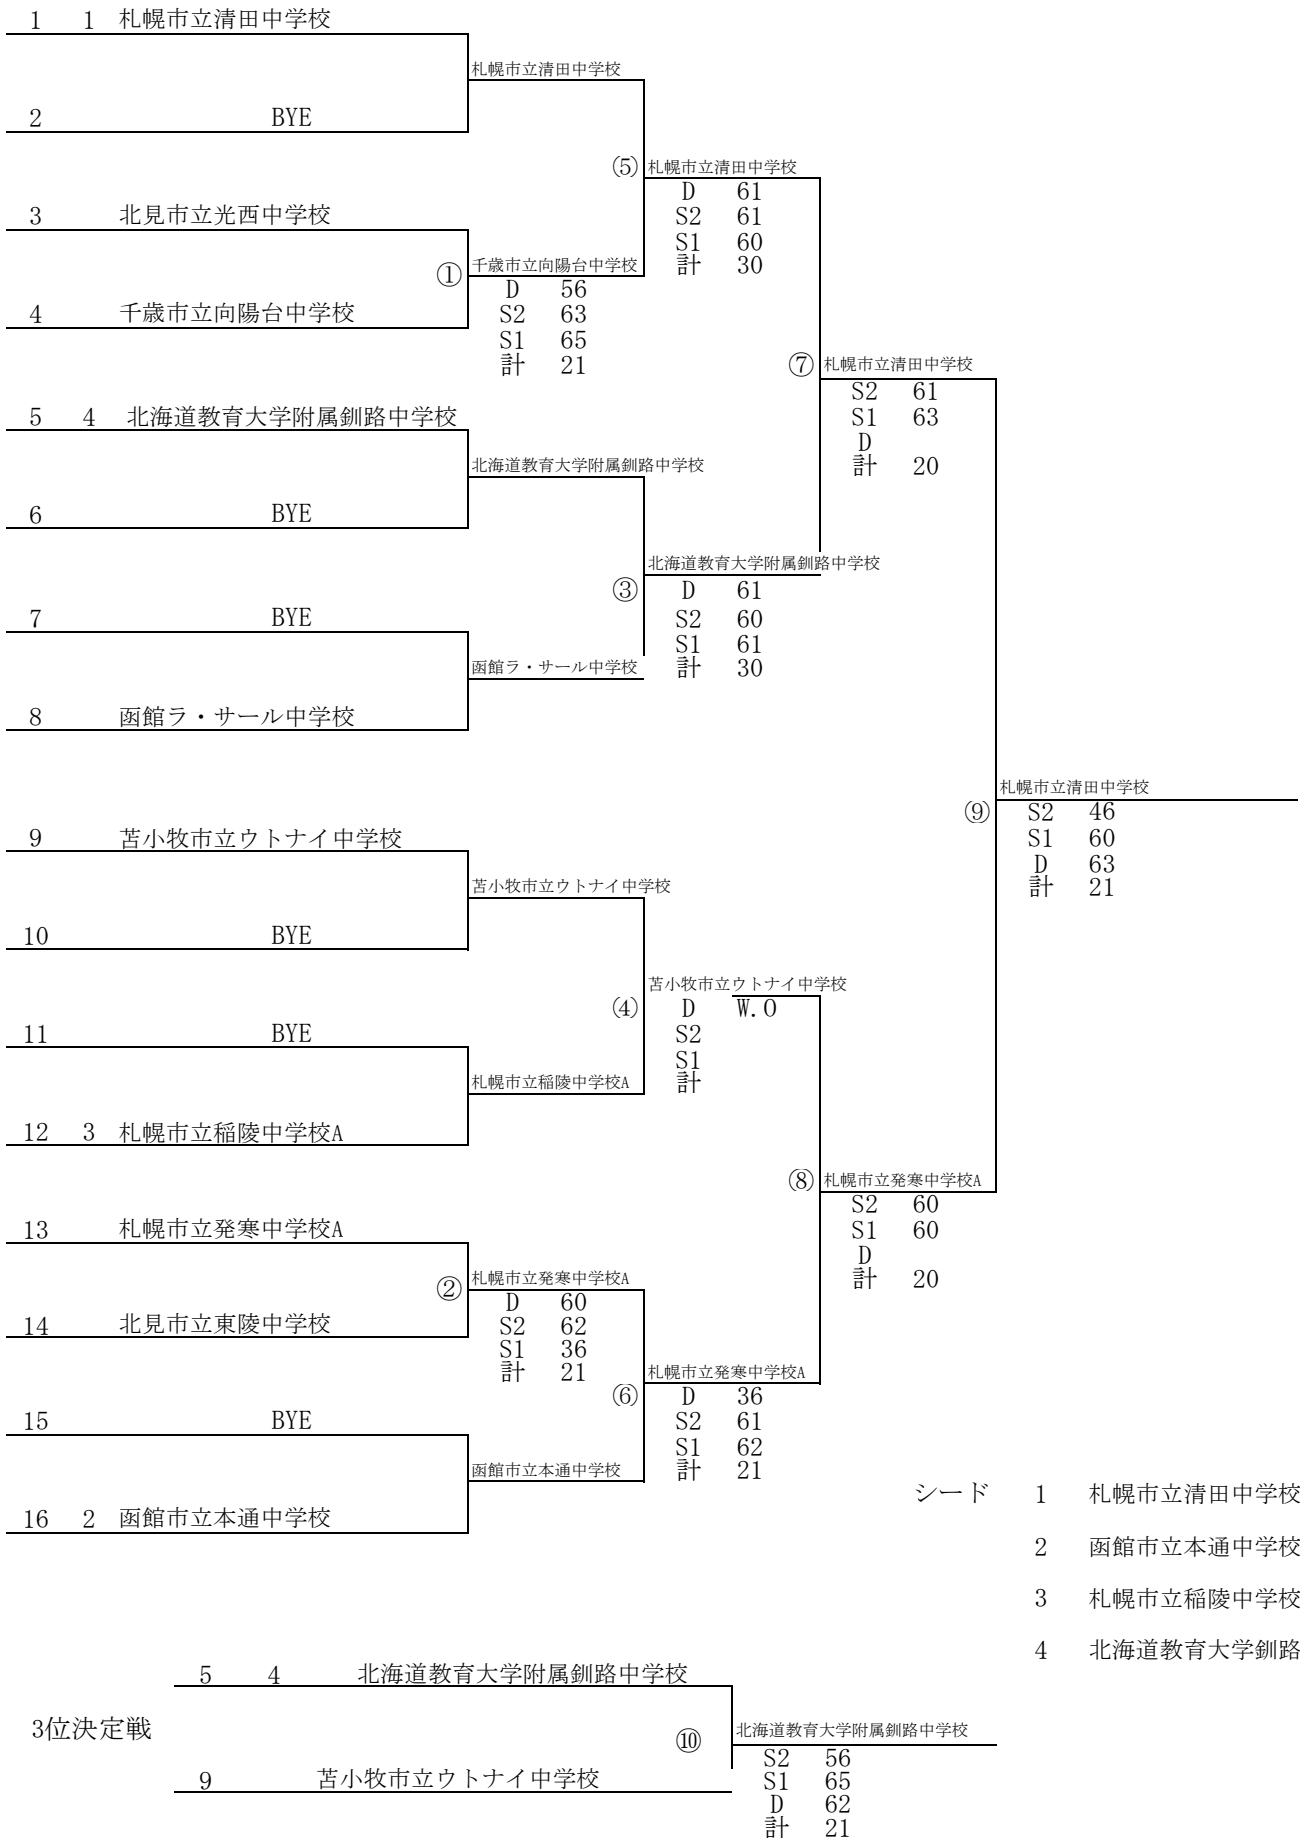 1 1 札幌市立清田中学校
札幌市立清田中学校
2 BYE
⑤ 札幌市立清田中学校
D 61
3 北見市立光西中学校 S2 61
S1 60
① 千歳市立向陽台中学校 計 30
D 56
4 千歳市立向陽台中学校 S2 63
S1 65
計 21
⑦ 札幌市立清田中学校
S2 61
5 4 北海道教育大学附属釧路中学校 S1 63
D
北海道教育大学附属釧路中学校 計 20
6 BYE
北海道教育大学附属釧路中学校
③ D 61
7 BYE S2 60
S1 61
函館ラ・サール中学校 計 30
8 函館ラ・サール中学校
札幌市立清田中学校
⑨ S2 46
9 苫小牧市立ウトナイ中学校 S1 60
D 63
苫小牧市立ウトナイ中学校 計 21
10 BYE
苫小牧市立ウトナイ中学校
④ D W.O
11 BYE S2
S1
札幌市立稲陵中学校A 計
12 3 札幌市立稲陵中学校A
⑧ 札幌市立発寒中学校A
S2 60
13 札幌市立発寒中学校A S1 60
D
② 札幌市立発寒中学校A 計 20
D 60
14 北見市立東陵中学校 S2 62
S1 36
計 21 札幌市立発寒中学校A
⑥ D 36
15 BYE S2 61
S1 62
函館市立本通中学校 計 21
シード 1 札幌市立清田中学校
16 2 函館市立本通中学校
2 函館市立本通中学校
3 札幌市立稲陵中学校
4 北海道教育大学釧路
5 4 北海道教育大学附属釧路中学校
3位決定戦 ⑩ 北海道教育大学附属釧路中学校
S2 56
9 苫小牧市立ウトナイ中学校 S1 65
D 62
計 21